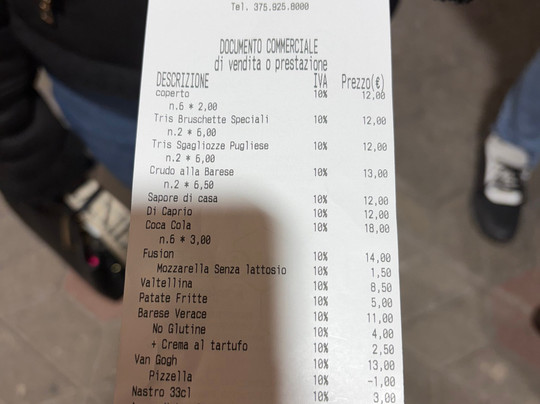 Tel. 375.925.8000
DOCUMENTO COMMERCIALE
di vendita o prestazione
DESCRIZIONE IVA Prezzo(€)
coperto 10% 12,00
n.6 * 2,00
Tris Bruschette Speciali 10% 12,00
n.2 * 6,00
Tris Sgagliozze Pugliese 10% 12,00
n.2 * 6,00
Crudo alla Barese 10% 13,00
n.2 * 6,50
Sapore di casa 10% 12,00
Di Caprio 10% 12,00
Coca Cola 10% 18,00
n.6 * 3,00
Fusion 10% 14,00
Mozzarella Senza lattosio 10% 1,50
Valtellina 10% 8,50
Patate Fritte 10% 5,00
Barese Verace 10% 11,00
No Glutine 10% 4,00
+ Crema al tartufo 10% 2,50
Van Gogh 10% 13,00
Pizzella 10% -1,00
Nastro 33cl 10% 3,00